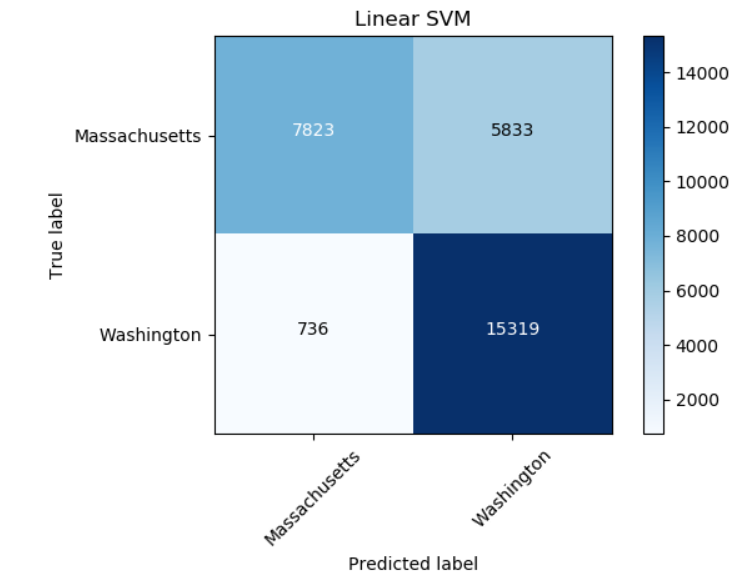 Linear SVM
14000
7823 5833
Massachusetts
12000
10000
True label
8000
6000
736 15319
Washington
4000
2000
Massachusetts
Washington
Predicted label